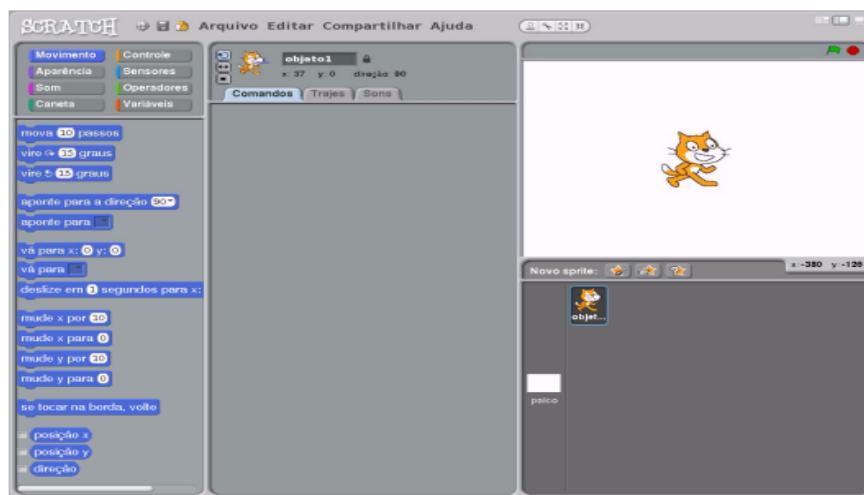 SCRATCH Arquivo Editar Compartilhar Ajuda
Movimento Controle
Aparência Sensores
Som Operadores
Caneta Variáveis
mova 10 passos
vire 15 graus
vire 15 graus
aponte para a direção 90
aponte para
vá para x: 0 y: 0
vá para
deslize em 1 segundos para x:
mude x por 10
mude x para 0
mude y por 10
mude y para 0
se tocar na borda, volte
posição x
posição y
direção
objeto1
x: 37 y: 0 direção: 90
Comandos Trajes Sons
Novo sprite:
x:-380 y:-126
objet...
palco